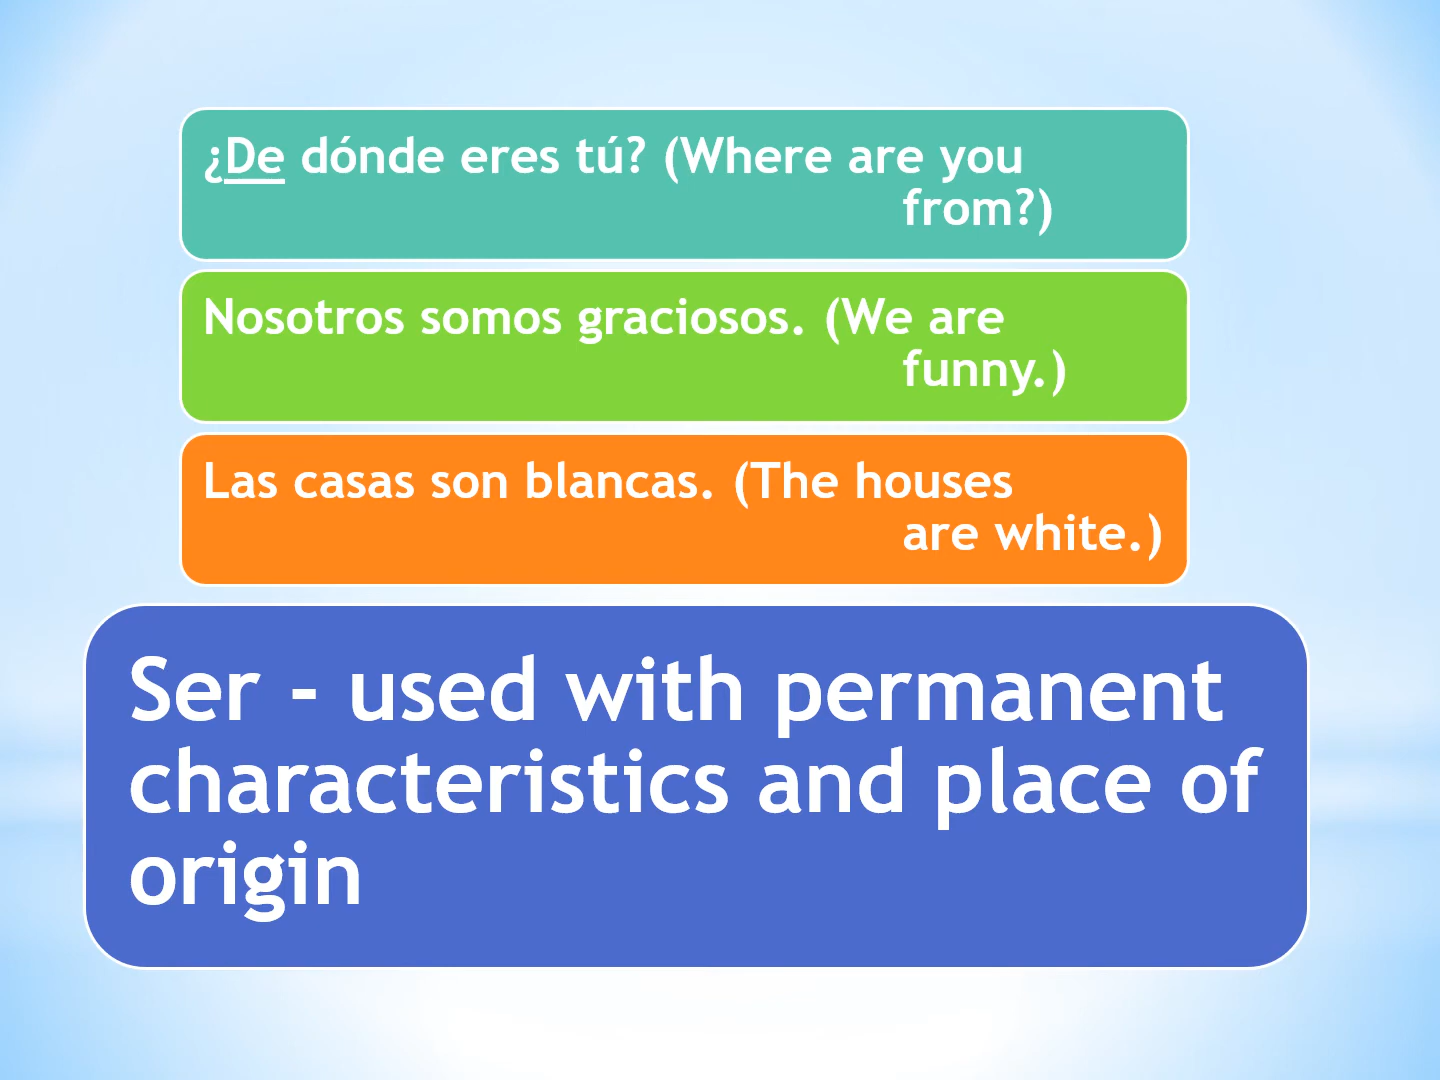 ¿De dónde eres tú? (Where are you
from?)
Nosotros somos graciosos. (We are
funny.)
Las casas son blancas. (The houses
are white.)
Ser - used with permanent
characteristics and place of
origin